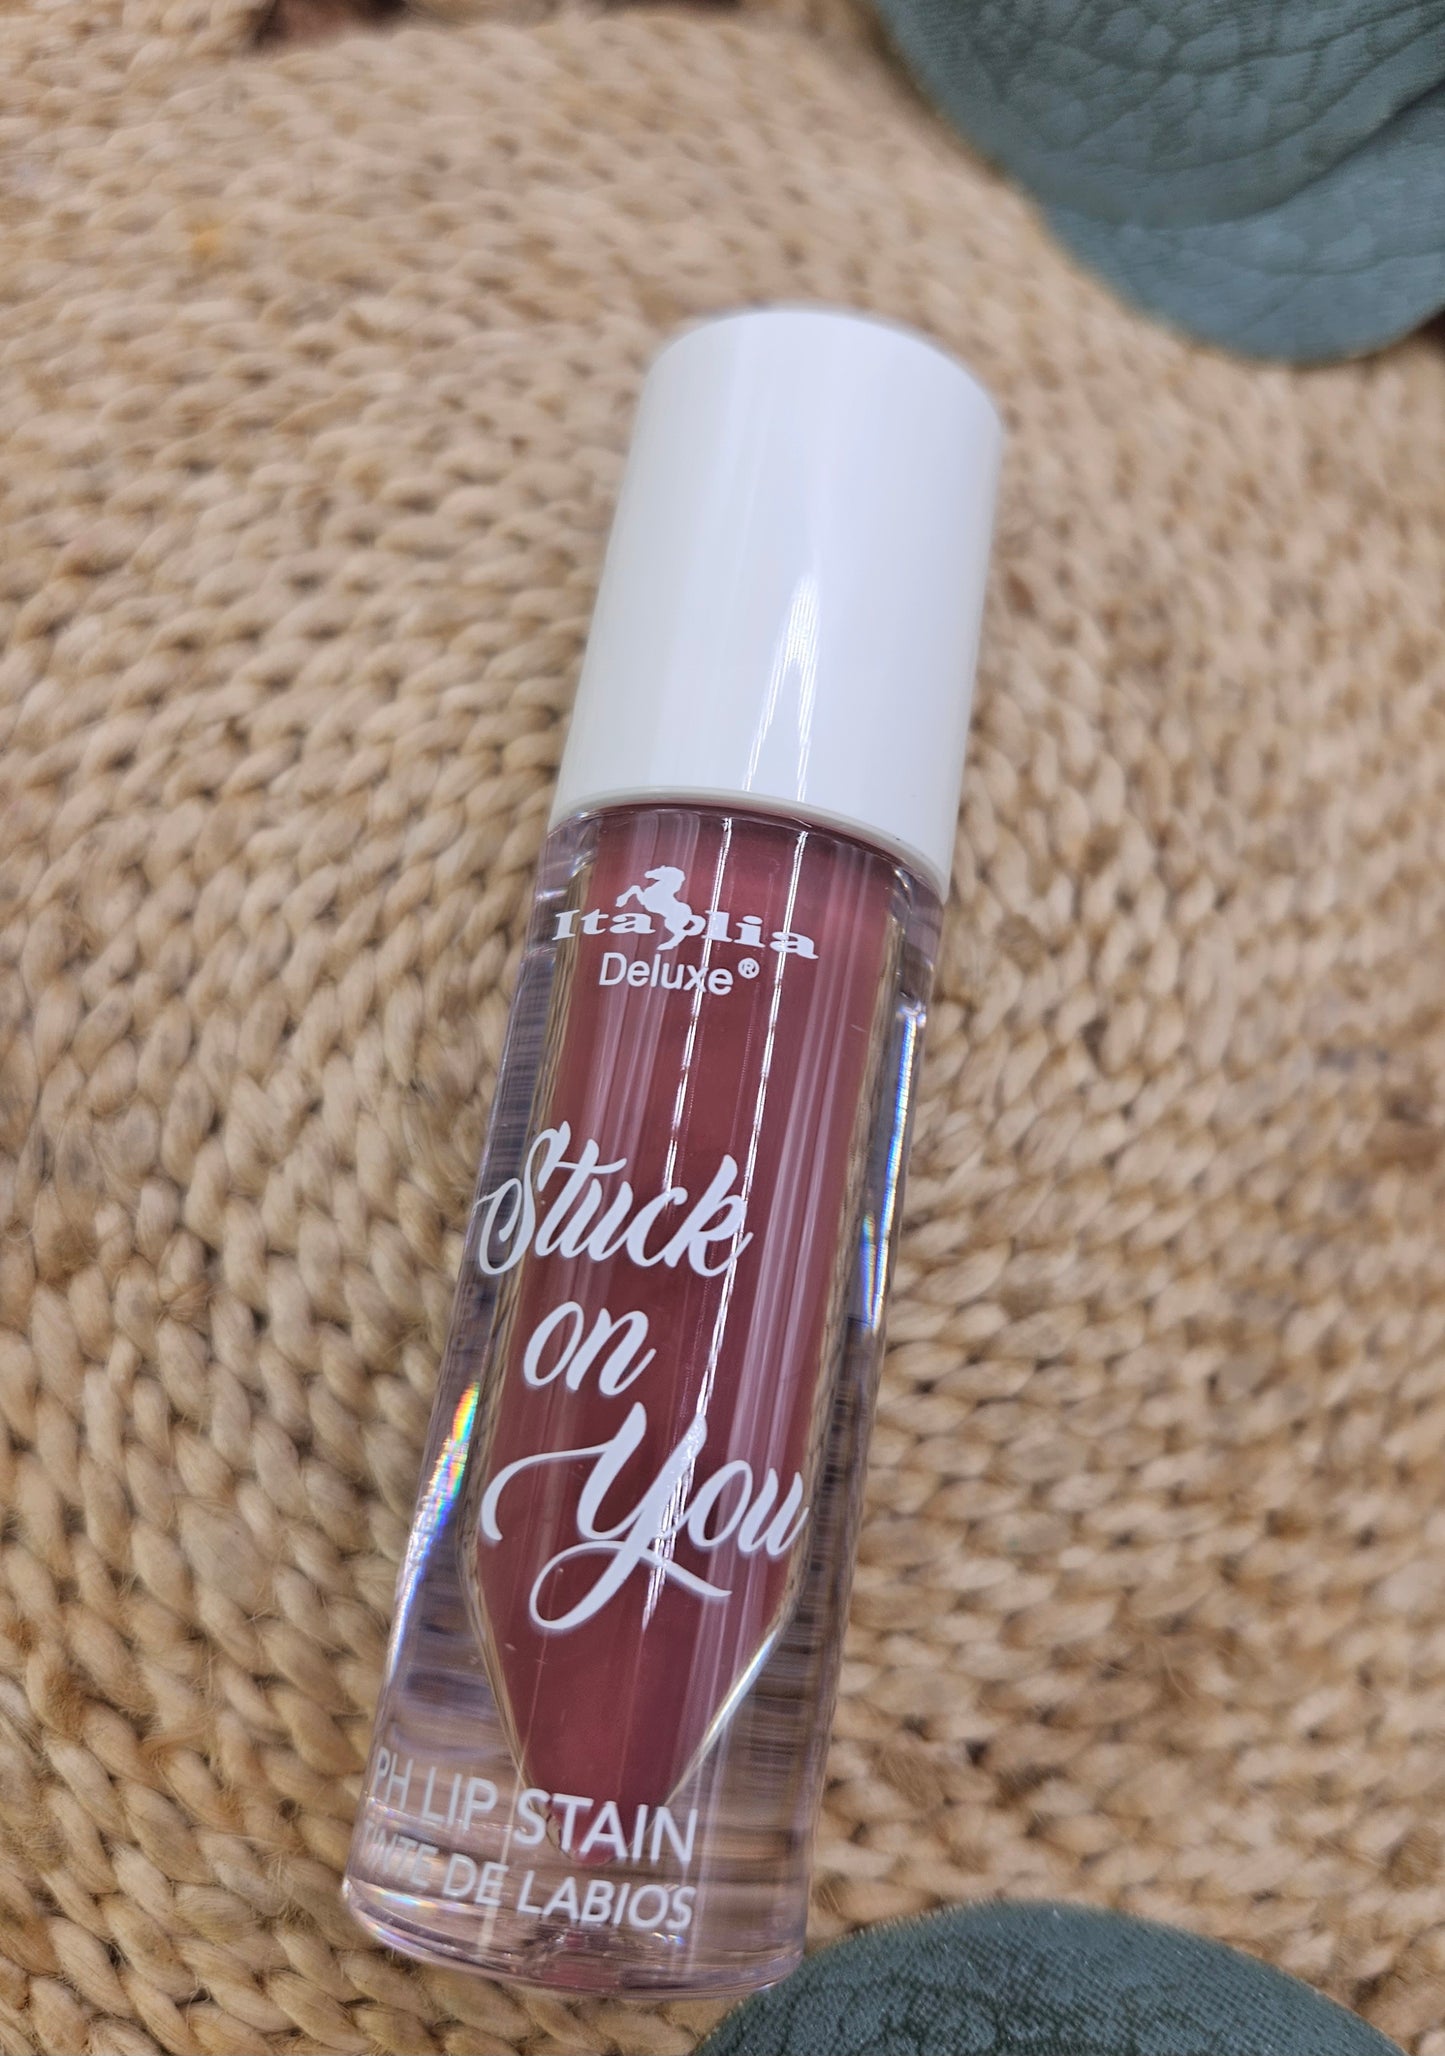 Italia
Deluxe®
Stuck
on
You
PH LIP STAIN
TINTE DE LABIOS